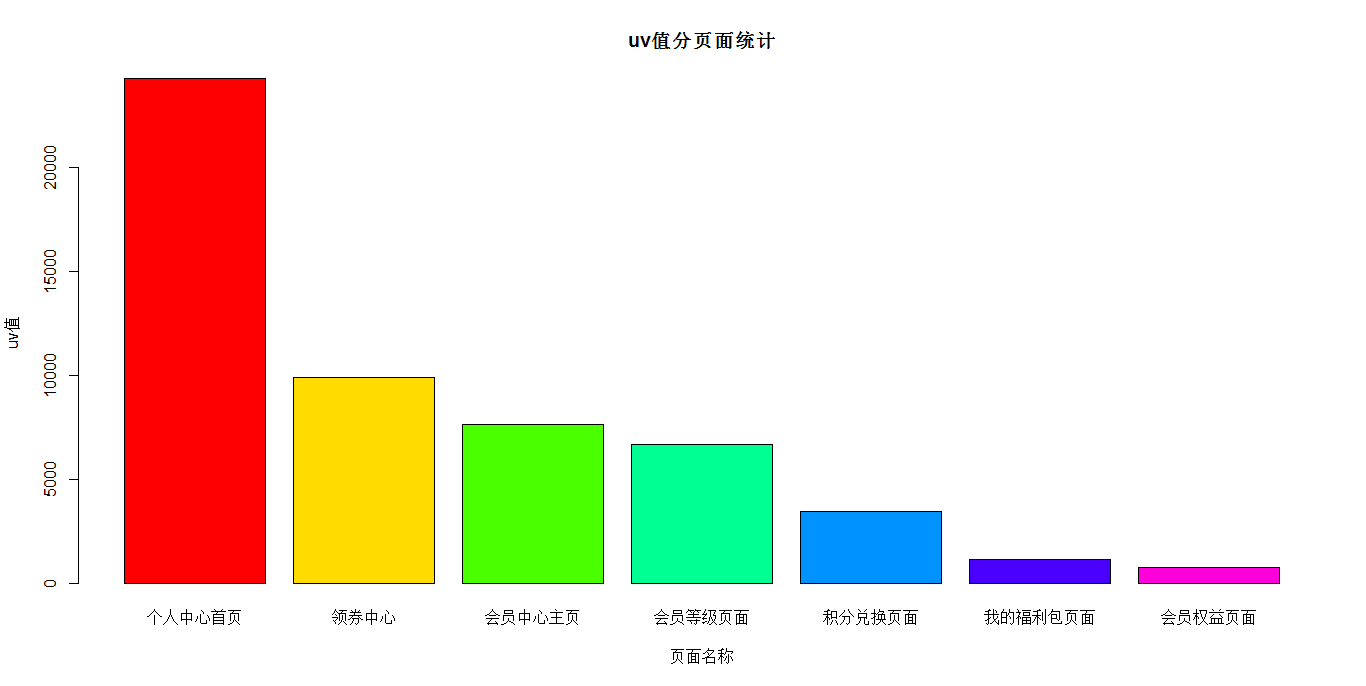 uv值分页面统计
uv值
20000
15000
10000
5000
0
个人中心首页
领券中心
会员中心主页
会员等级页面
积分兑换页面
我的福利包页面
会员权益页面
页面名称